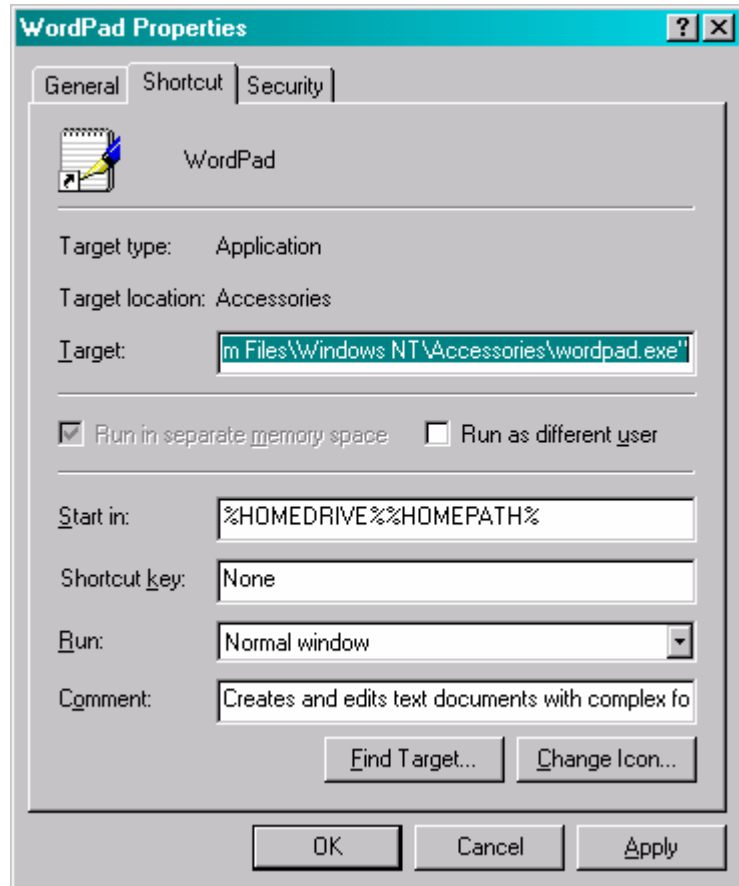 WordPad Properties
General Shortcut Security
WordPad
Target type: Application
Target location: Accessories
Target: m Files\Windows NT\Accessories\wordpad.exe"
Run in separate memory space Run as different user
Start in: %HOMEDRIVE%%HOMEPATH%
Shortcut key: None
Run: Normal window
Comment: Creates and edits text documents with complex fo
Find Target... Change Icon...
OK Cancel Apply